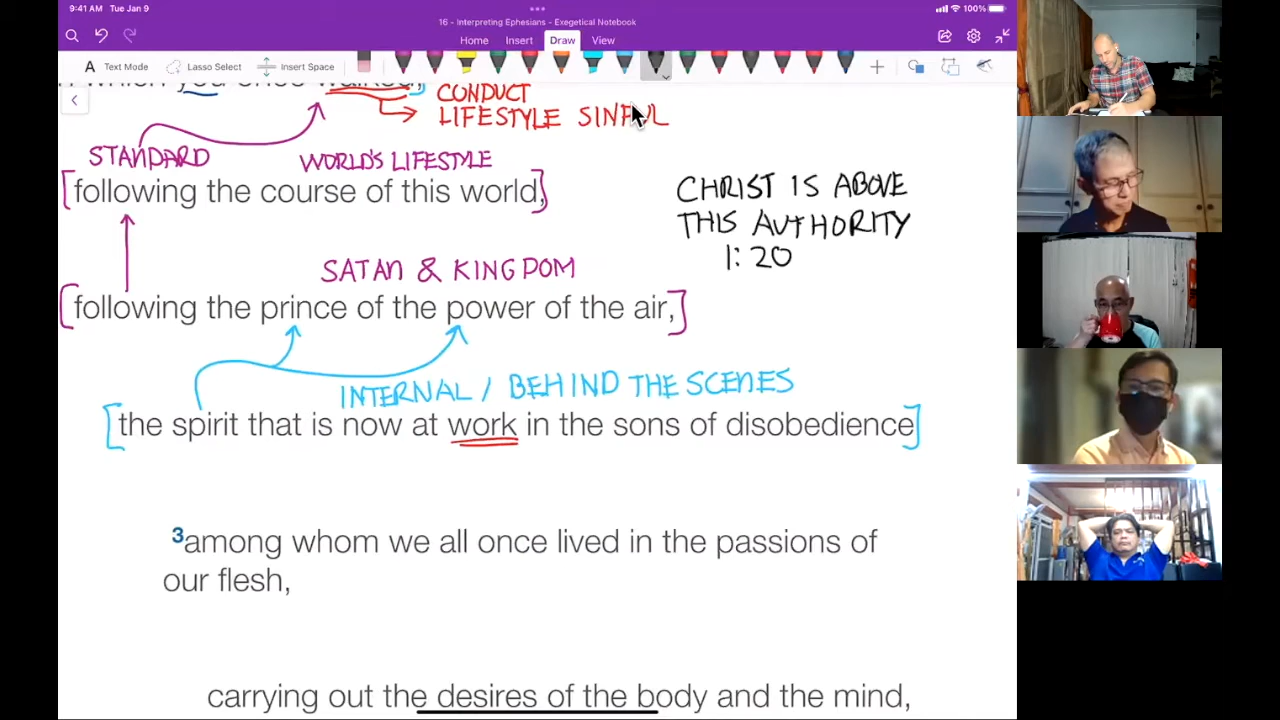 9:41 AM Tue Jan 9
100%
16 - Interpreting Ephesians - Exegetical Notebook
Home Insert Draw View
A Text Mode Lasso Select Insert Space
which you once walked,
CONDUCT
LIFESTYLE SINFUL
STANDARD WORLD'S LIFESTYLE
[following the course of this world,]
CHRIST IS ABOVE
THIS AUTHORITY
1:20
SATAN & KINGDOM
[following the prince of the power of the air,]
INTERNAL / BEHIND THE SCENES
[the spirit that is now at work in the sons of disobedience]
3among whom we all once lived in the passions of
our flesh,
carrying out the desires of the body and the mind,